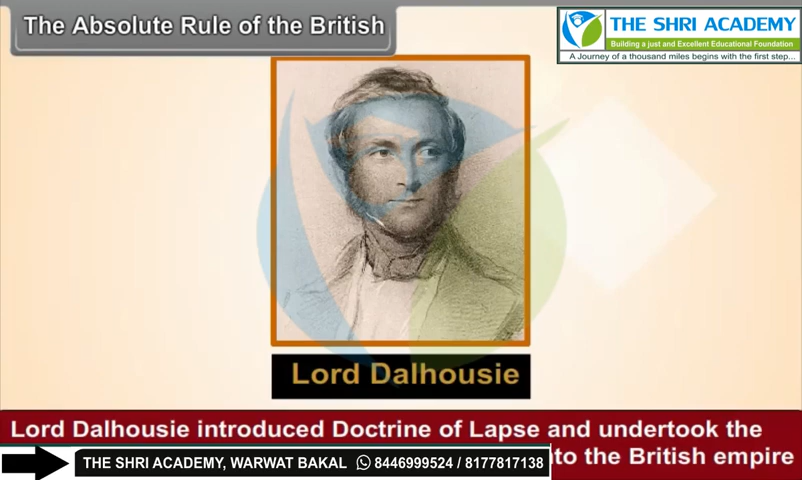 The Absolute Rule of the British
THE SHRI ACADEMY
Building a just and Excellent Educational Foundation
A Journey of a thousand miles begins with the first step...
Lord Dalhousie
Lord Dalhousie introduced Doctrine of Lapse and undertook the
into the British empire
THE SHRI ACADEMY, WARWAT BAKAL 8446999524 / 8177817138